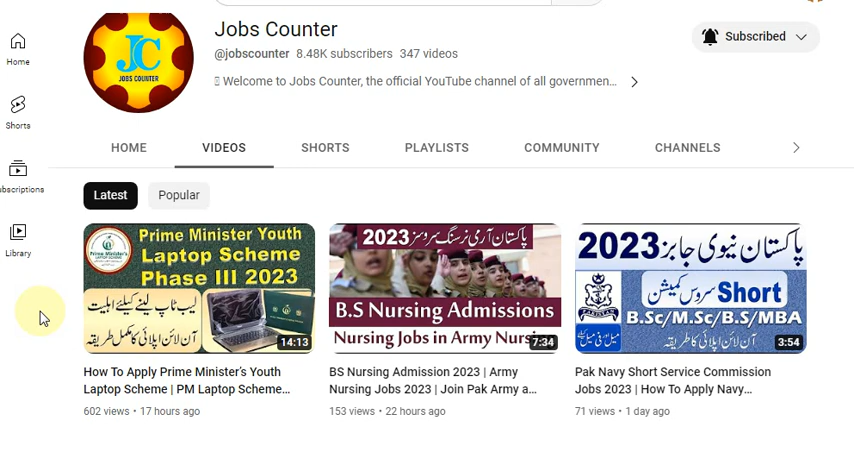 Jobs Counter
@jobscounter 8.48K subscribers 347 videos
Welcome to Jobs Counter, the official YouTube channel of all governmen...
Subscribed
JC
JOBS COUNTER
Home
Shorts
ubscriptions
Library
HOME VIDEOS SHORTS PLAYLISTS COMMUNITY CHANNELS
Latest Popular
Prime Minister Youth
Laptop Scheme
Phase III 2023
لیپ ٹاپ لینے کیلئے اہلیت
آن لائن اپلائی کا مکمل طریقہ
14:13
How To Apply Prime Minister's Youth
Laptop Scheme | PM Laptop Scheme...
602 views • 17 hours ago
پاکستان آرمی نرسنگ سروسز 2023
B.S Nursing Admissions
Nursing Jobs in Army Nursin
7:34
BS Nursing Admission 2023 | Army
Nursing Jobs 2023 | Join Pak Army a...
153 views • 22 hours ago
پاکستان نیوی جابز 2023
Short سروس کمیشن
B.Sc/M.Sc/B.S/MBA
آن لائن اپلائی کا طریقہ
3:54
Pak Navy Short Service Commission
Jobs 2023 | How To Apply Navy...
71 views • 1 day ago